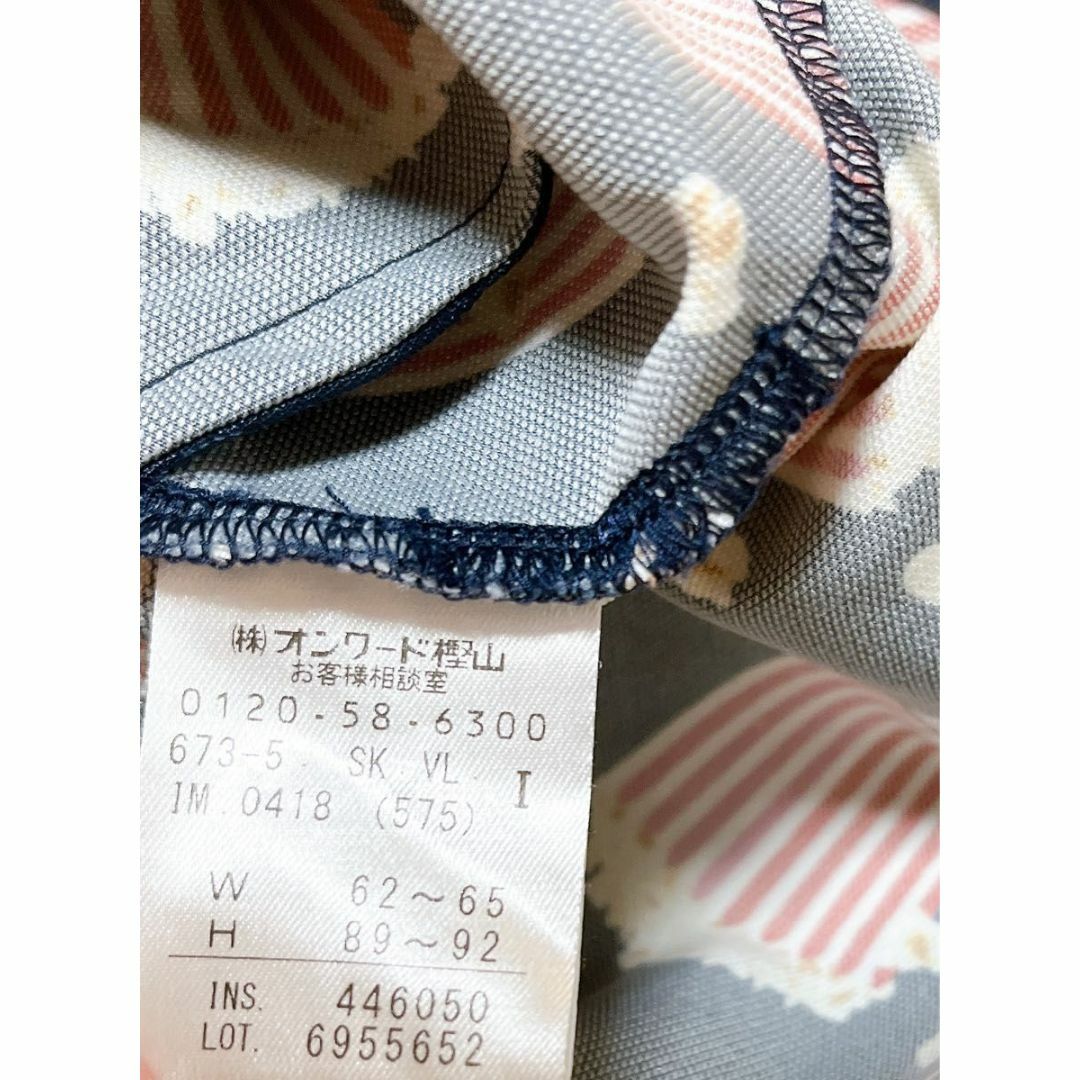 (株)オンワード樫山
お客様相談室
0120-58-6300
673-5. SK.VL. I
IM.0418 (575)
W 62～65
H 89～92
INS. 446050
LOT. 6955652